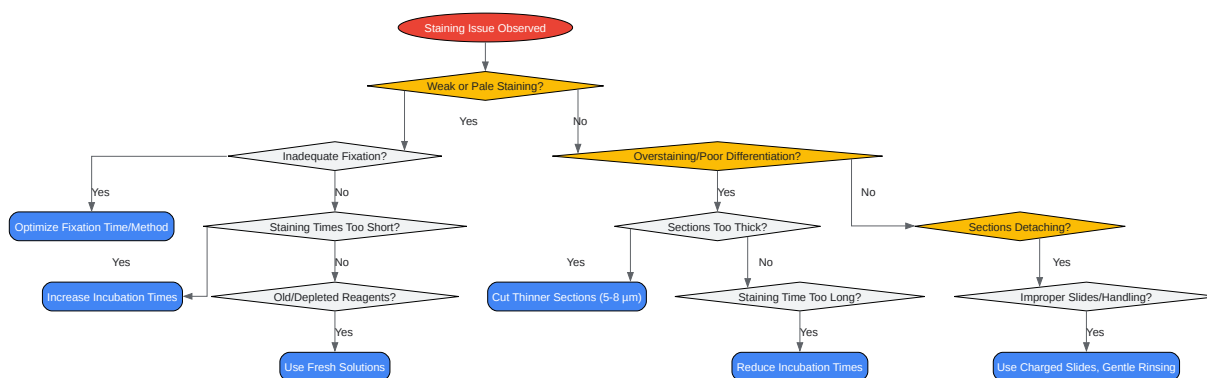 Staining Issue Observed
Weak or Pale Staining?
Yes
No
Inadequate Fixation?
Overstaining/Poor Differentiation?
Yes
No
Yes
No
Optimize Fixation Time/Method
Staining Times Too Short?
Sections Too Thick?
Sections Detaching?
Yes
No
Yes
No
Yes
Increase Incubation Times
Old/Depleted Reagents?
Cut Thinner Sections (5-8 µm)
Staining Time Too Long?
Improper Slides/Handling?
Yes
Yes
Yes
Use Fresh Solutions
Reduce Incubation Times
Use Charged Slides, Gentle Rinsing